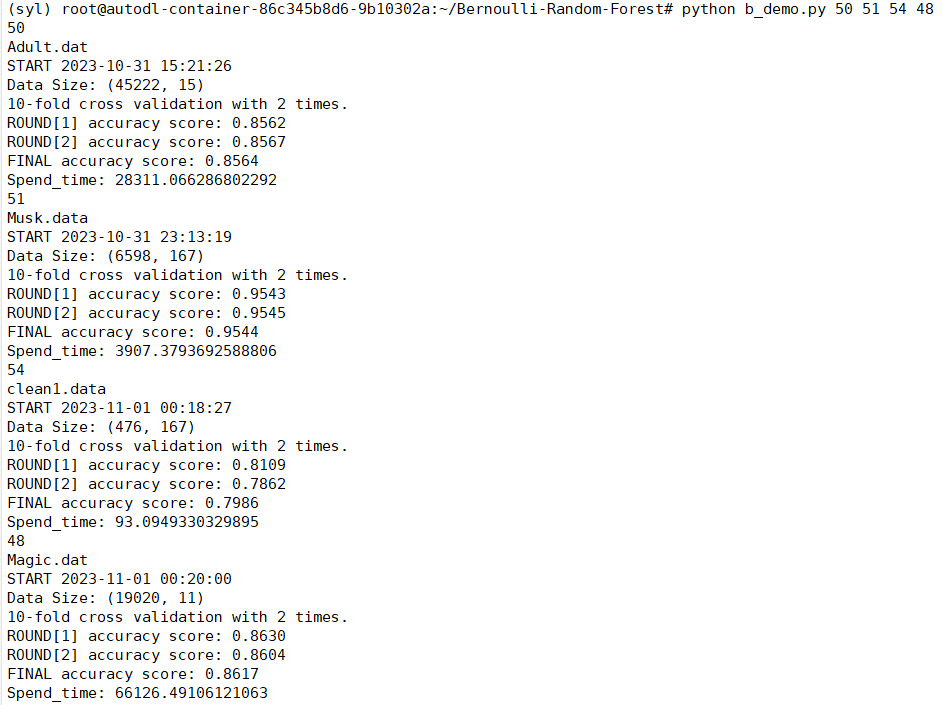 (syl) root@autodl-container-86c345b8d6-9b10302a:~/Bernoulli-Random-Forest# python b_demo.py 50 51 54 48
50
Adult.dat
START 2023-10-31 15:21:26
Data Size: (45222, 15)
10-fold cross validation with 2 times.
ROUND[1] accuracy score: 0.8562
ROUND[2] accuracy score: 0.8567
FINAL accuracy score: 0.8564
Spend_time: 28311.066286802292
51
Musk.data
START 2023-10-31 23:13:19
Data Size: (6598, 167)
10-fold cross validation with 2 times.
ROUND[1] accuracy score: 0.9543
ROUND[2] accuracy score: 0.9545
FINAL accuracy score: 0.9544
Spend_time: 3907.3793692588806
54
clean1.data
START 2023-11-01 00:18:27
Data Size: (476, 167)
10-fold cross validation with 2 times.
ROUND[1] accuracy score: 0.8109
ROUND[2] accuracy score: 0.7862
FINAL accuracy score: 0.7986
Spend_time: 93.0949330329895
48
Magic.dat
START 2023-11-01 00:20:00
Data Size: (19020, 11)
10-fold cross validation with 2 times.
ROUND[1] accuracy score: 0.8630
ROUND[2] accuracy score: 0.8604
FINAL accuracy score: 0.8617
Spend_time: 66126.49106121063